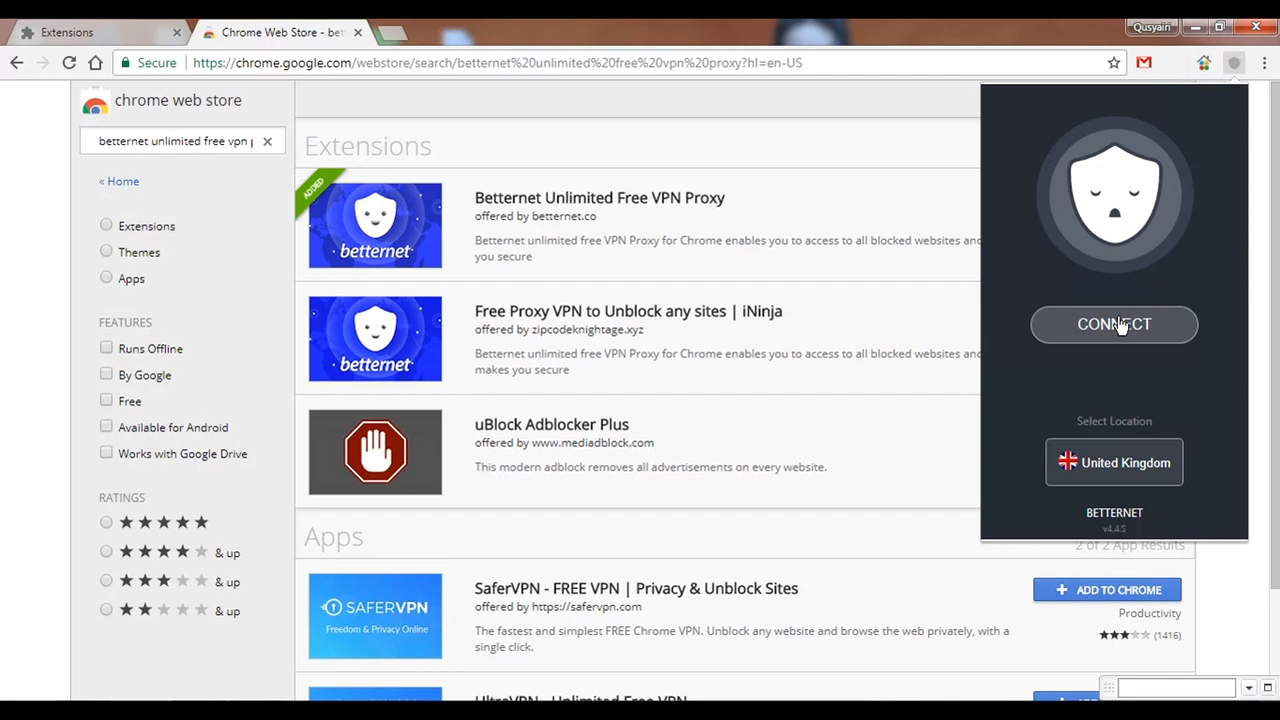 Extensions
Chrome Web Store - bet
Qusyairi
Secure
https://chrome.google.com/webstore/search/betternet%20unlimited%20free%20vpn%20proxy?hl=en-US
chrome web store
betternet unlimited free vpn p
« Home
Extensions
Themes
Apps
FEATURES
Runs Offline
By Google
Free
Available for Android
Works with Google Drive
RATINGS
& up
& up
& up
Extensions
ADDED
betternet
Betternet Unlimited Free VPN Proxy
offered by betternet.co
Betternet unlimited free VPN Proxy for Chrome enables you to access to all blocked websites and
you secure
betternet
Free Proxy VPN to Unblock any sites | iNinja
offered by zipcodeknightage.xyz
Betternet unlimited free VPN Proxy for Chrome enables you to access to all blocked websites and
makes you secure
uBlock Adblocker Plus
offered by www.mediadblock.com
This modern adblock removes all advertisements on every website.
Apps
2 of 2 App Results
SAFERVPN
Freedom & Privacy Online
SaferVPN - FREE VPN | Privacy & Unblock Sites
offered by https://safervpn.com
The fastest and simplest FREE Chrome VPN. Unblock any website and browse the web privately, with a
single click.
ADD TO CHROME
Productivity
(1416)
UltraVPN - Unlimited Free VPN
CONNECT
Select Location
United Kingdom
BETTERNET
v4.4.5